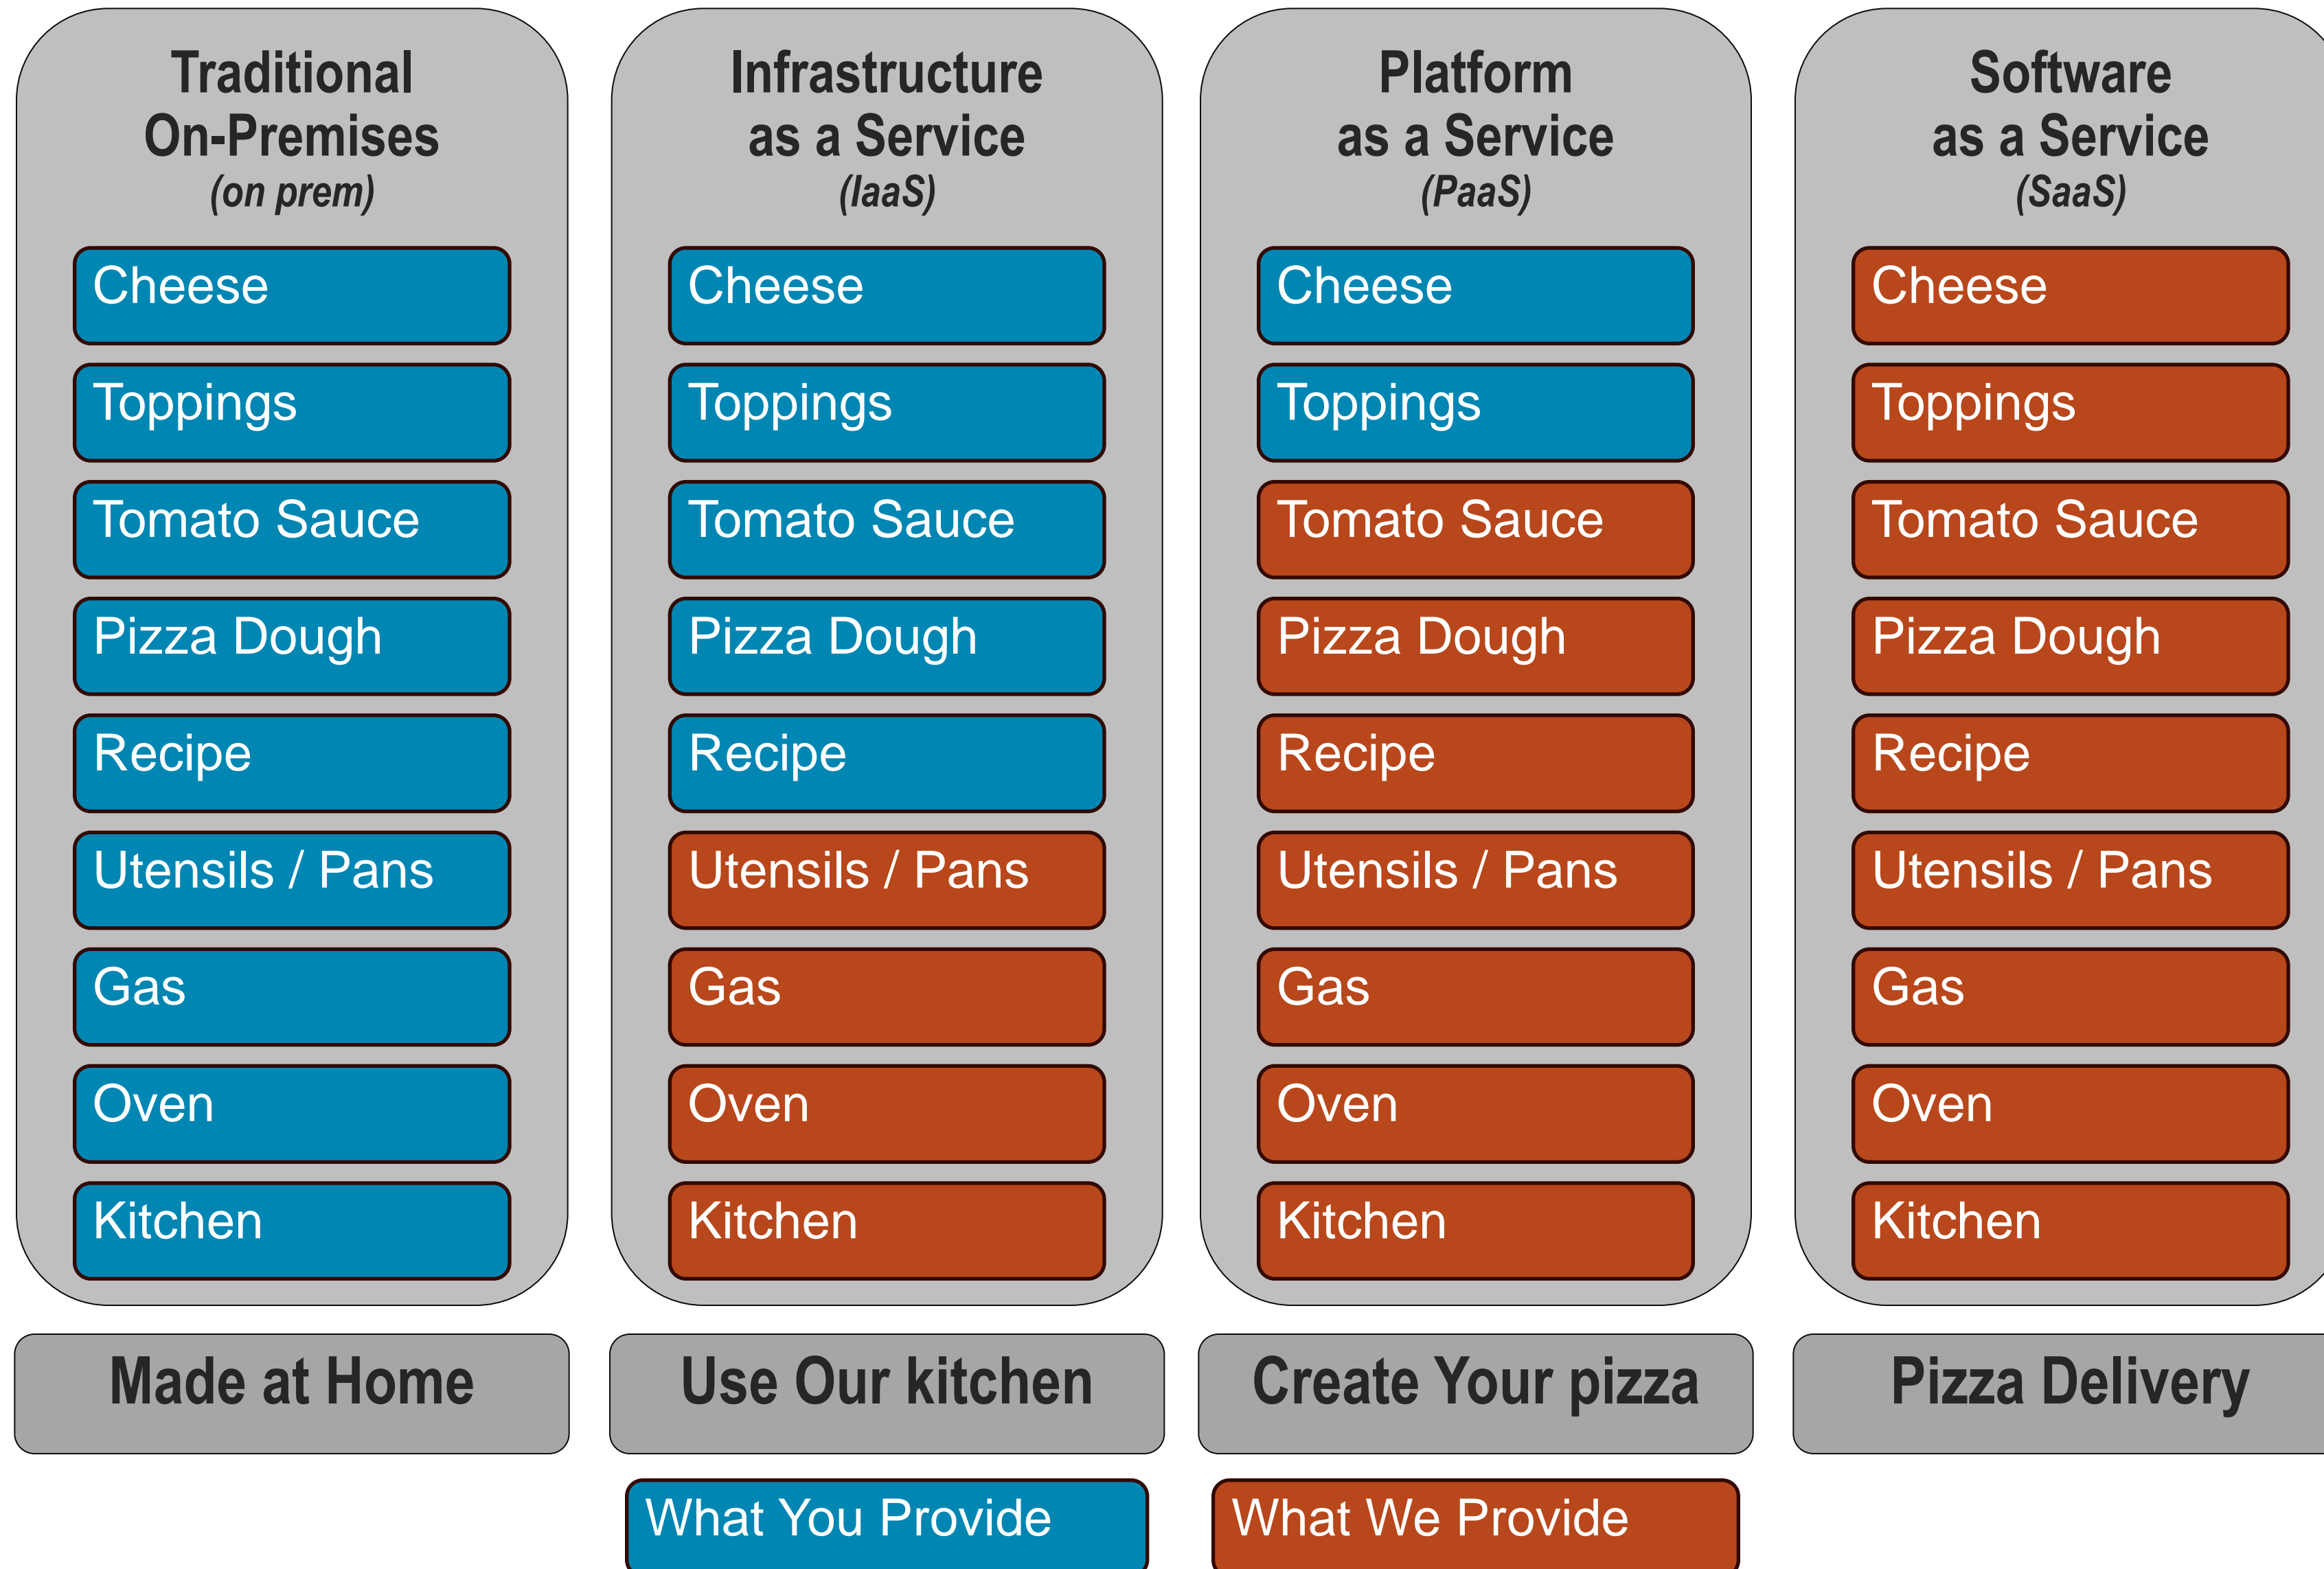 Traditional
On-Premises
(on prem)
Cheese
Toppings
Tomato Sauce
Pizza Dough
Recipe
Utensils / Pans
Gas
Oven
Kitchen
Made at Home
Infrastructure
as a Service
(IaaS)
Cheese
Toppings
Tomato Sauce
Pizza Dough
Recipe
Utensils / Pans
Gas
Oven
Kitchen
Use Our kitchen
Platform
as a Service
(PaaS)
Cheese
Toppings
Tomato Sauce
Pizza Dough
Recipe
Utensils / Pans
Gas
Oven
Kitchen
Create Your pizza
Software
as a Service
(SaaS)
Cheese
Toppings
Tomato Sauce
Pizza Dough
Recipe
Utensils / Pans
Gas
Oven
Kitchen
Pizza Delivery
What You Provide
What We Provide